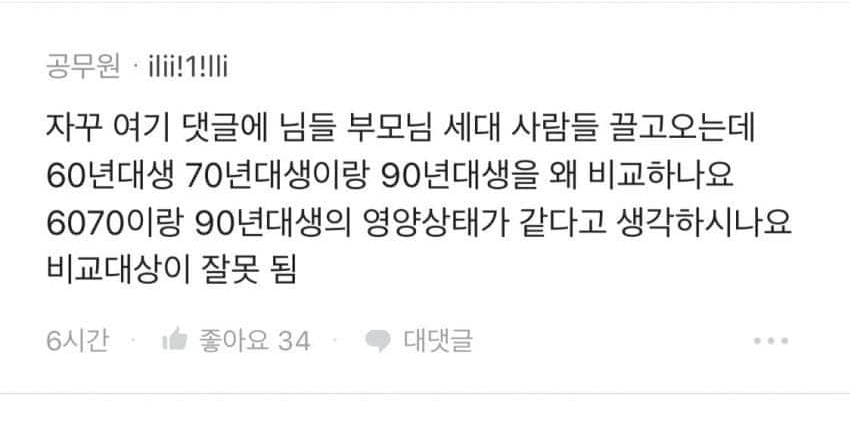 공무원 · ilii!1!lli
자꾸 여기 댓글에 님들 부모님 세대 사람들 끌고오는데
60년대생 70년대생이랑 90년대생을 왜 비교하나요
6070이랑 90년대생의 영양상태가 같다고 생각하시나요
비교대상이 잘못 됨
6시간 · 좋아요 34 · 대댓글